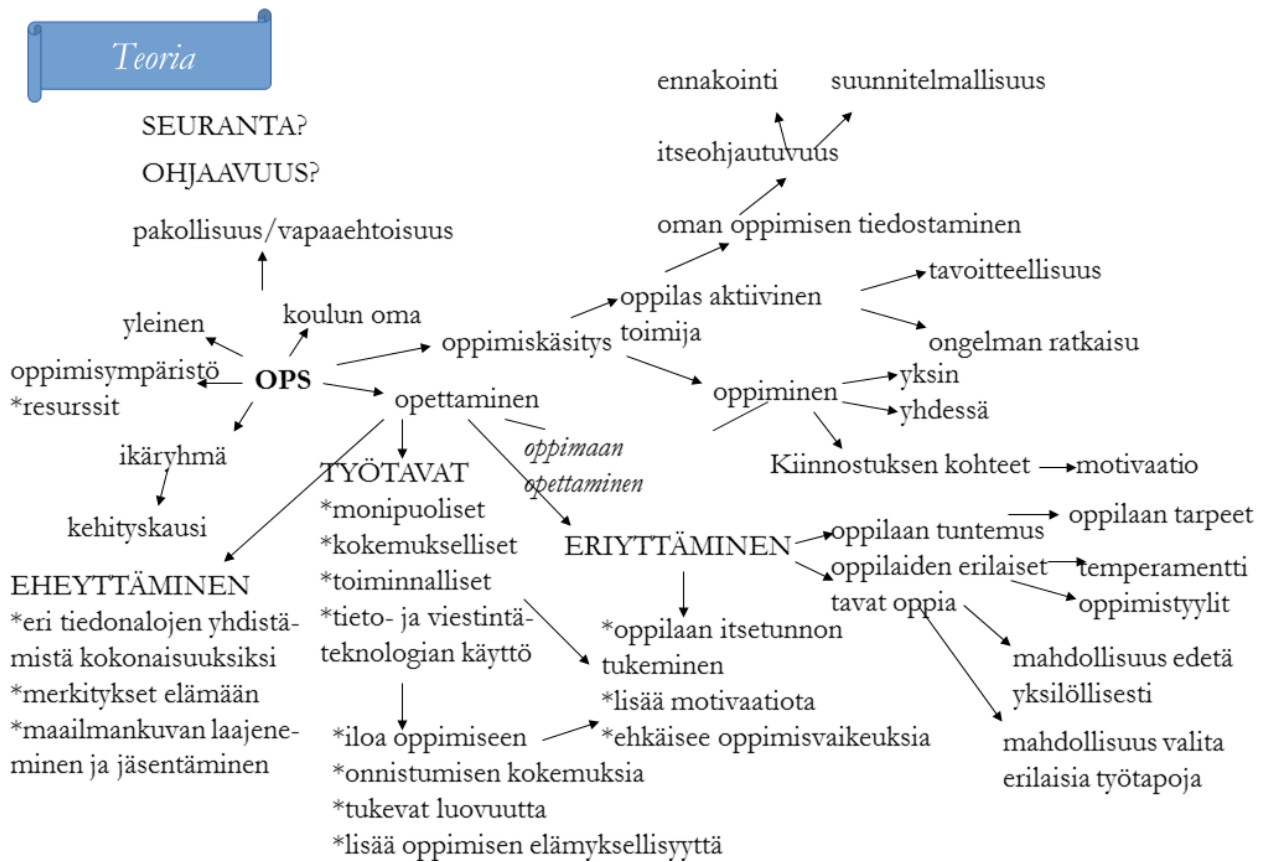 Teoria
SEURANTA?
OHJAAVUUS?
pakollisuus/vapaaehtoisuus
yleinen
koulun oma
oppimisympäristö
*resurssit
OPS
ikäryhmä
kehityskausi
oppimiskäsitys
opettaminen
ennakointi
suunnitelmallisuus
itseohjautuvuus
oman oppimisen tiedostaminen
oppilas aktiivinen
toimija
tavoitteellisuus
ongelman ratkaisu
oppiminen
yksin
yhdessä
Kiinnostuksen kohteet
motivaatio
oppimaan
opettaminen
EHEYTTÄMINEN
*eri tiedonalojen yhdistä-
mistä kokonaisuuksiksi
*merkitykset elämään
*maailmankuvan laajene-
minen ja jäsentäminen
TYÖTAVAT
*monipuoliset
*kokemukselliset
*toiminnalliset
*tieto- ja viestintä-
teknologian käyttö
*iloa oppimiseen
*onnistumisen kokemuksia
*tukevat luovuutta
*lisää oppimisen elämyksellisyyttä
ERIYTTÄMINEN
*oppilaan itsetunnon
tukeminen
*lisää motivaatiota
*ehkäisee oppimisvaikeuksia
oppilaan tuntemus
oppilaan tarpeet
oppilaiden erilaiset
tavat oppia
temperamentti
oppimistyylit
mahdollisuus edetä
yksilöllisesti
mahdollisuus valita
erilaisia työtapoja